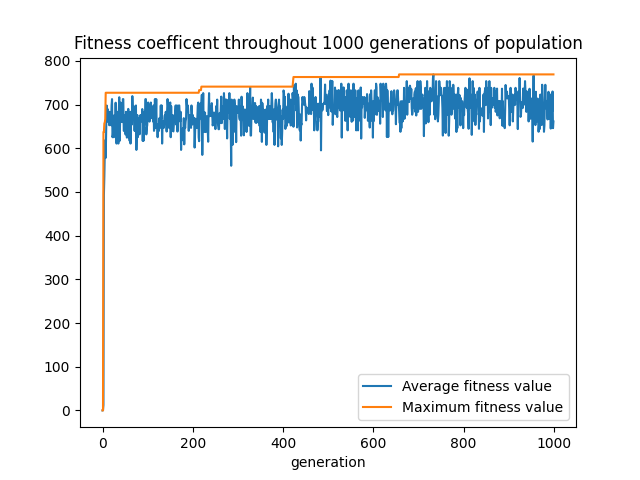 Fitness coefficent throughout 1000 generations of population
800
700
600
500
400
300
200
100
0
Average fitness value
Maximum fitness value
0 200 400 600 800 1000
generation